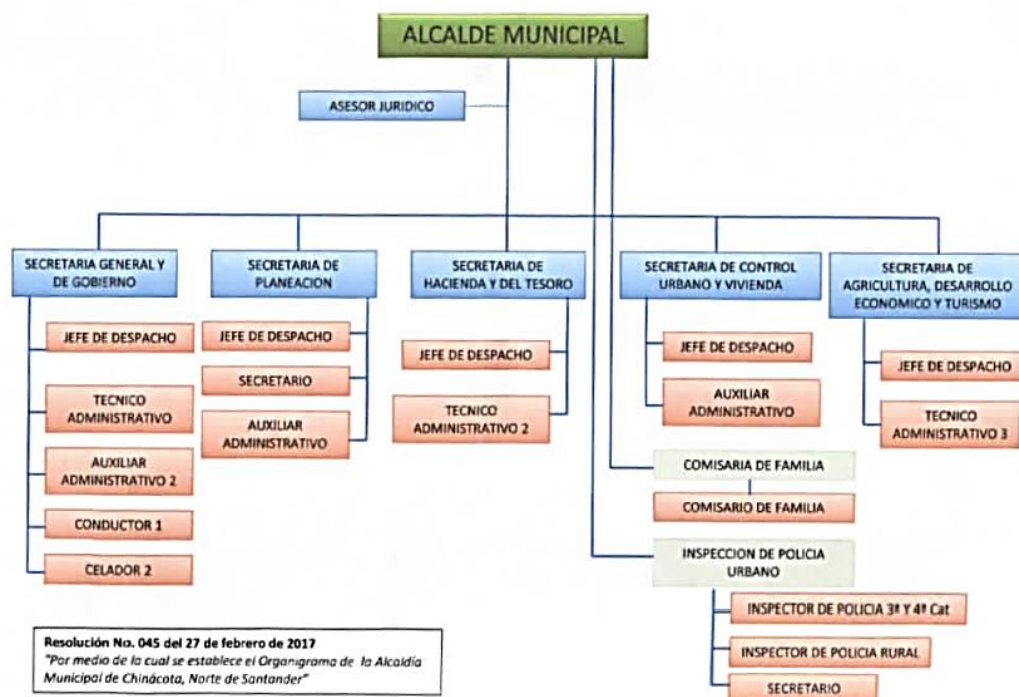 ALCALDE MUNICIPAL
ASESOR JURIDICO
SECRETARIA GENERAL Y
DE GOBIERNO
JEFE DE DESPACHO
TECNICO
ADMINISTRATIVO
AUXILIAR
ADMINISTRATIVO 2
CONDUCTOR 1
CELADOR 2
SECRETARIA DE
PLANEACION
JEFE DE DESPACHO
SECRETARIO
AUXILIAR
ADMINISTRATIVO
SECRETARIA DE
HACIENDA Y DEL TESORO
JEFE DE DESPACHO
TECNICO
ADMINISTRATIVO 2
SECRETARIA DE CONTROL
URBANO Y VIVIENDA
JEFE DE DESPACHO
AUXILIAR
ADMINISTRATIVO
SECRETARIA DE
AGRICULTURA, DESARROLLO
ECONOMICO Y TURISMO
JEFE DE DESPACHO
TECNICO
ADMINISTRATIVO 3
COMISARIA DE FAMILIA
COMISARIO DE FAMILIA
INSPECCION DE POLICIA
URBANO
INSPECTOR DE POLICIA 3ª Y 4ª Cat
INSPECTOR DE POLICIA RURAL
SECRETARIO
Resolución No. 045 del 27 de febrero de 2017
"Por medio de la cual se establece el Organigrama de la Alcaldía
Municipal de Chinácota, Norte de Santander"